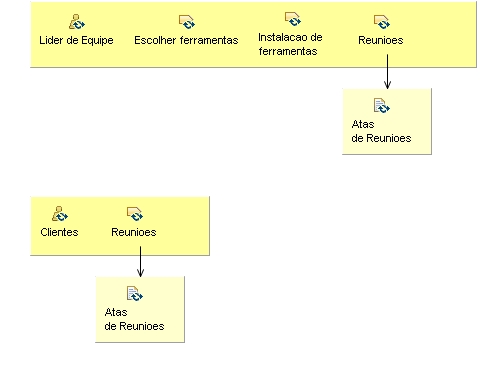 Lider de Equipe
Escolher ferramentas
Instalacao de
ferramentas
Reunioes
Atas
de Reunioes
Clientes
Reunioes
Atas
de Reunioes